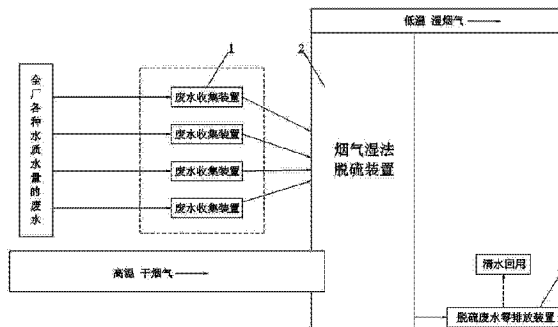 低温 湿烟气
1
2
全厂各种水质水量的废水
废水收集装置
废水收集装置
废水收集装置
废水收集装置
烟气湿法
脱硫装置
高温 干烟气
清水回用
脱硫废水零排放装置